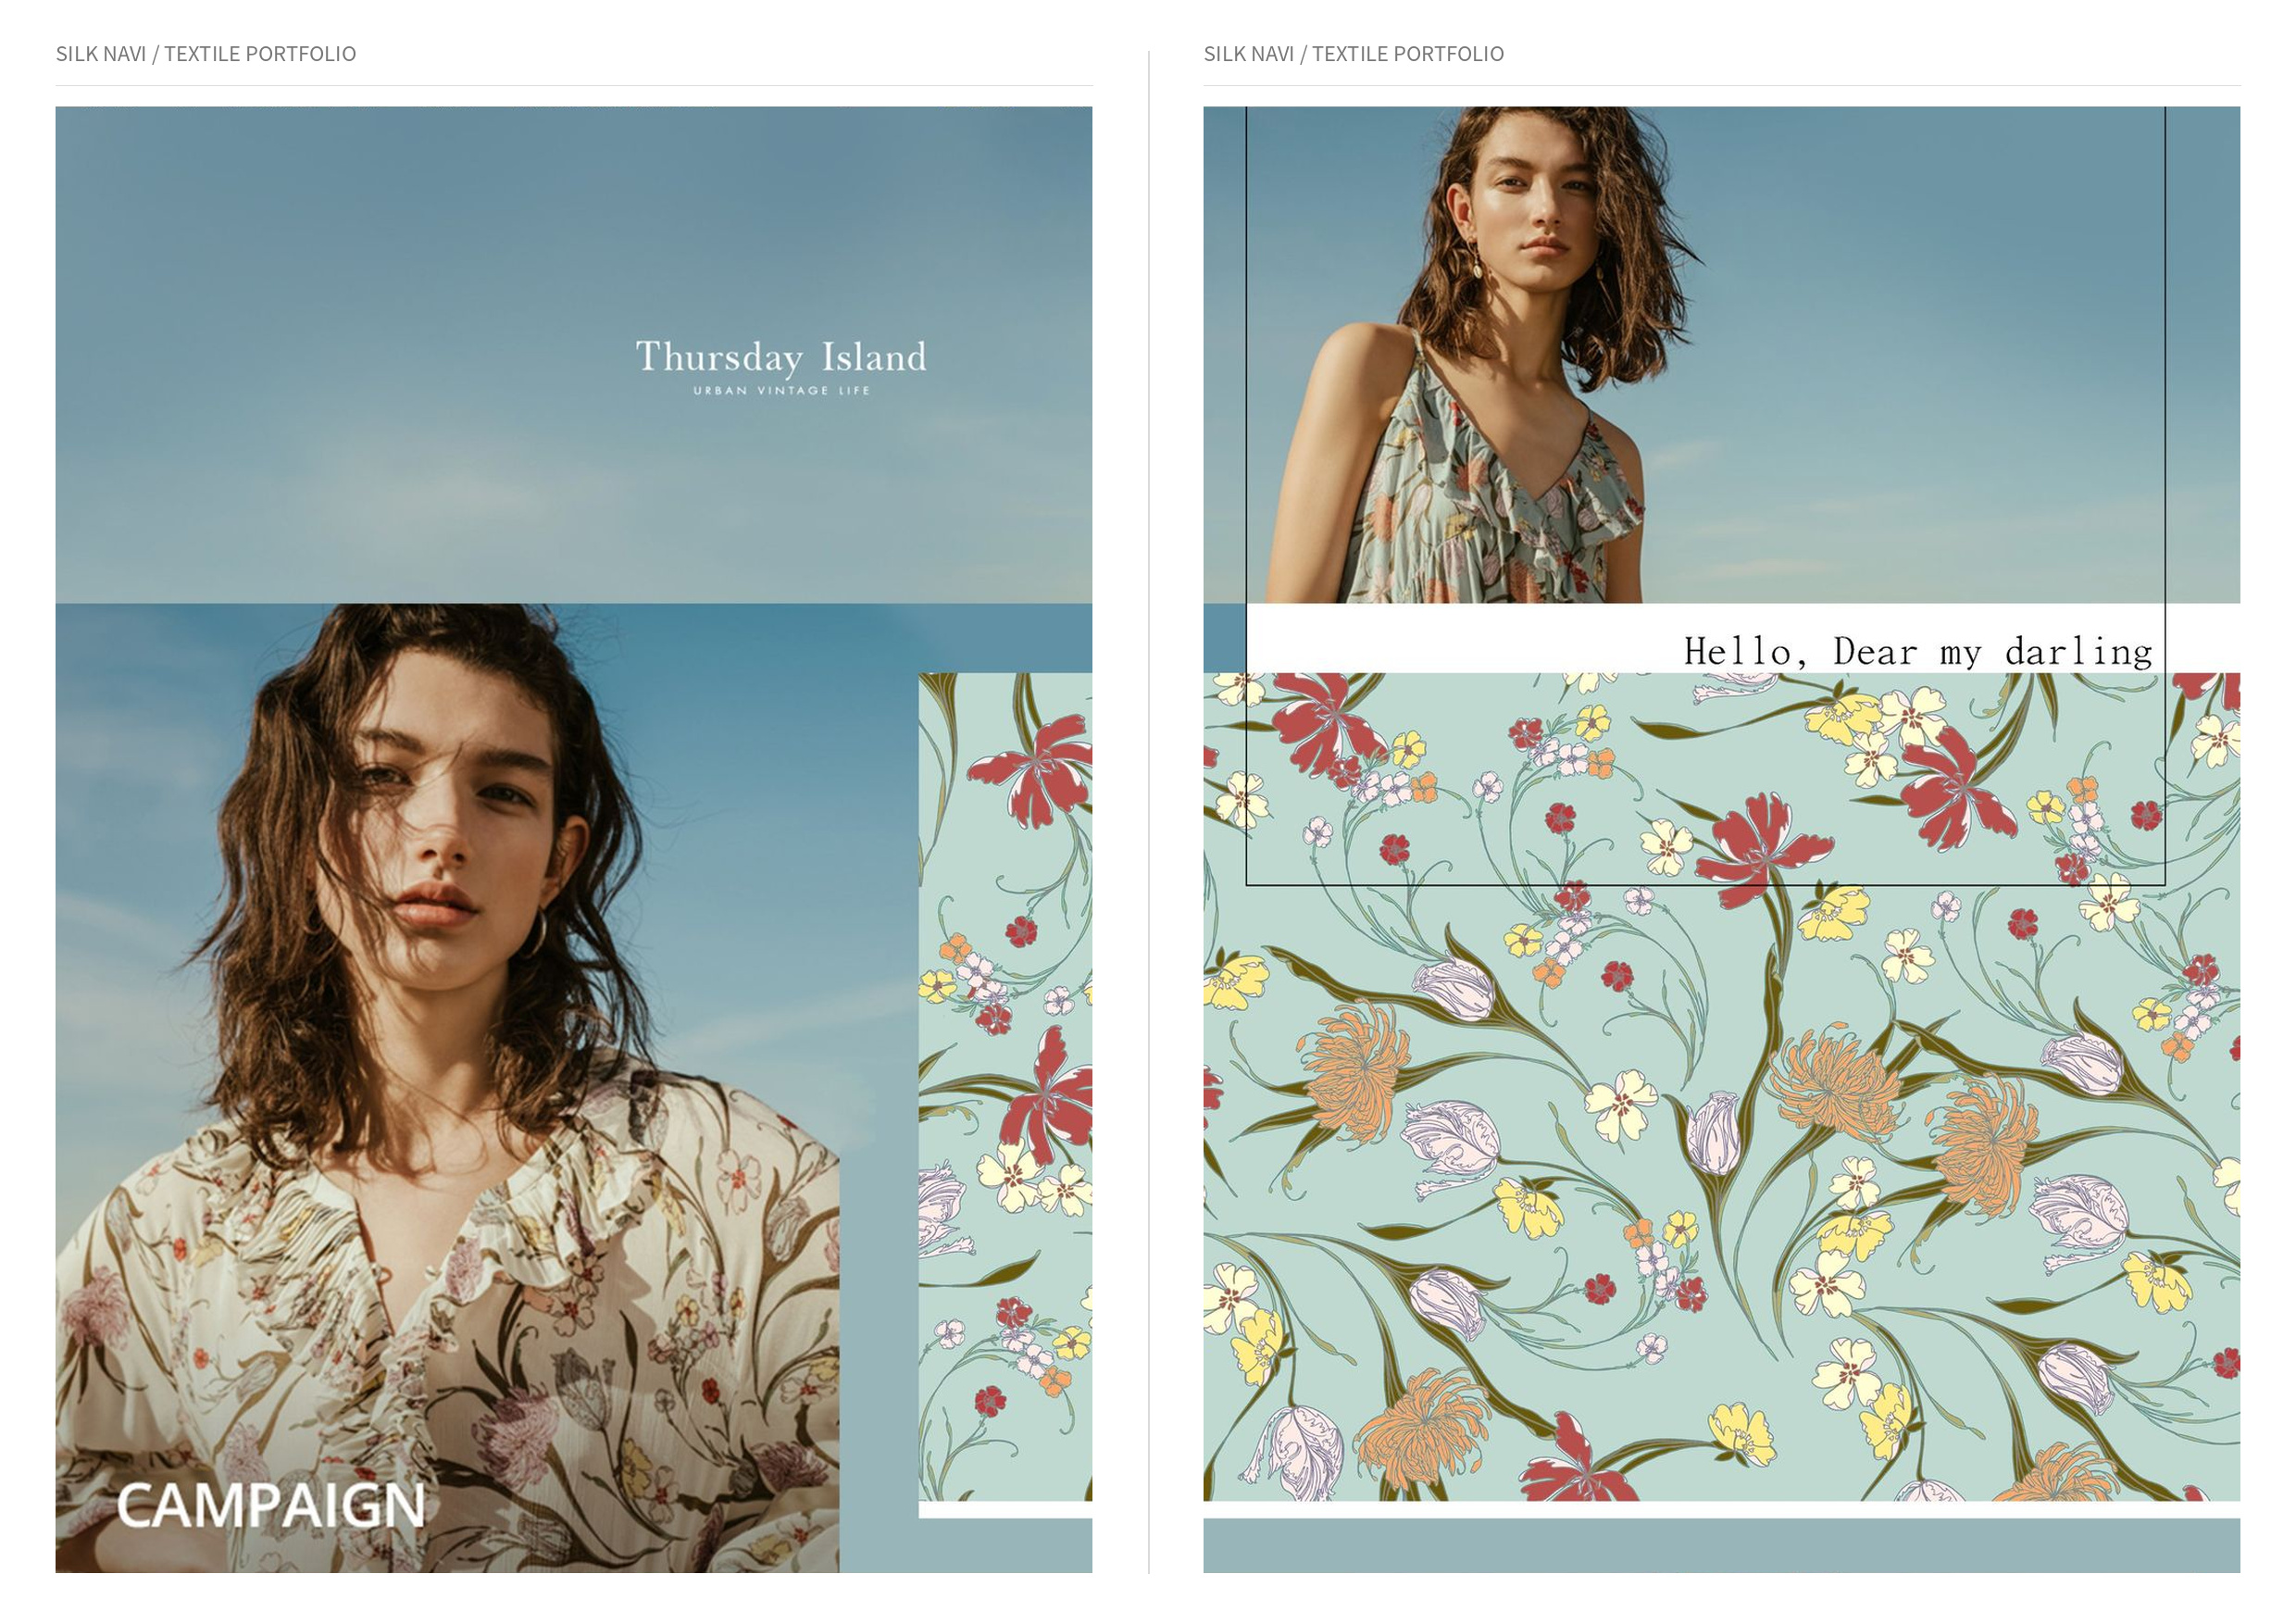 SILK NAVI / TEXTILE PORTFOLIO
Thursday Island
URBAN VINTAGE LIFE
CAMPAIGN
SILK NAVI / TEXTILE PORTFOLIO
Hello, Dear my darling